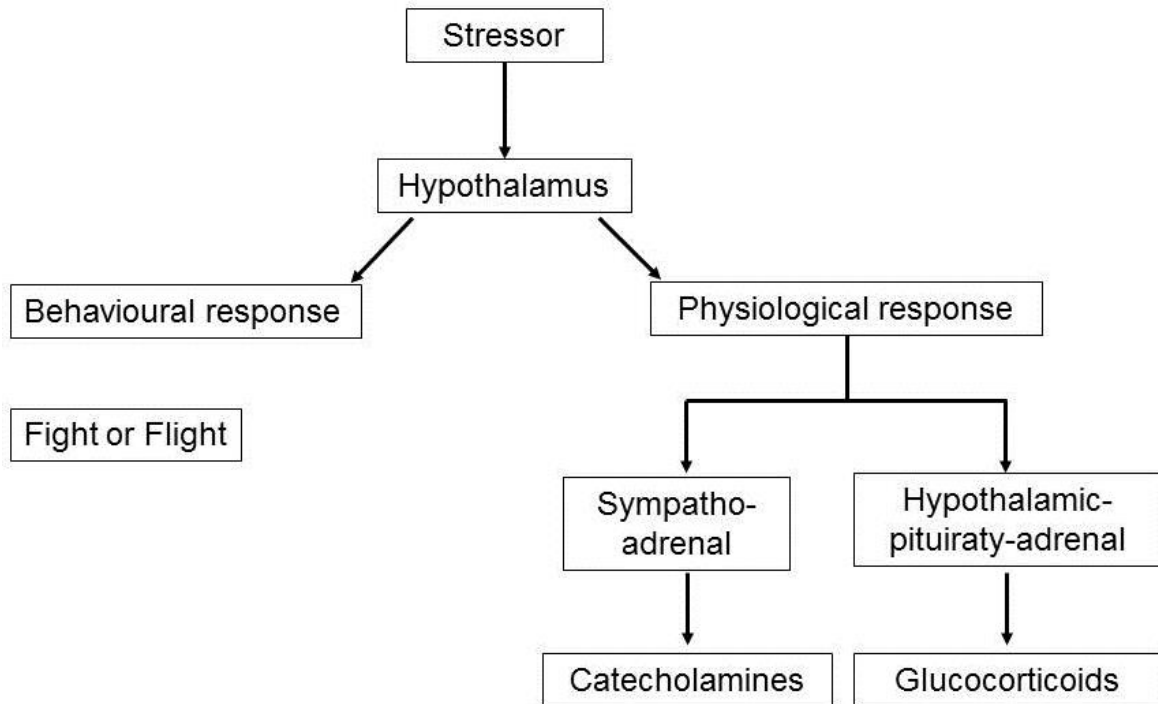 Stressor
Hypothalamus
Behavioural response
Physiological response
Fight or Flight
Sympatho-
adrenal
Hypothalamic-
pituiraty-adrenal
Catecholamines
Glucocorticoids